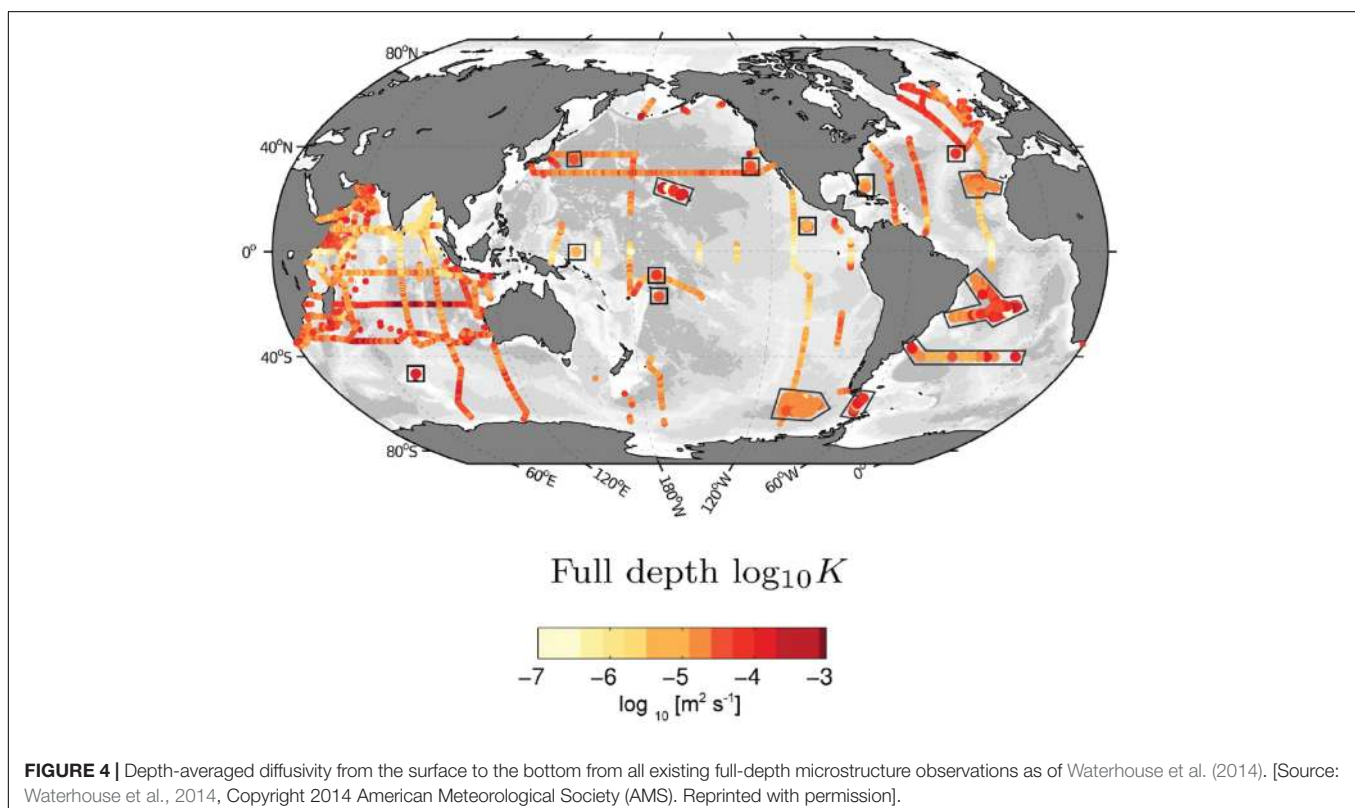 80°N
40°N
0°
40°S
80°S
60°E
120°E
180°W
120°W
60°W
0°
Full depth log₁₀K
−7 −6 −5 −4 −3
log ₁₀ [m² s⁻¹]
FIGURE 4 | Depth-averaged diffusivity from the surface to the bottom from all existing full-depth microstructure observations as of Waterhouse et al. (2014). [Source:
Waterhouse et al., 2014, Copyright 2014 American Meteorological Society (AMS). Reprinted with permission].